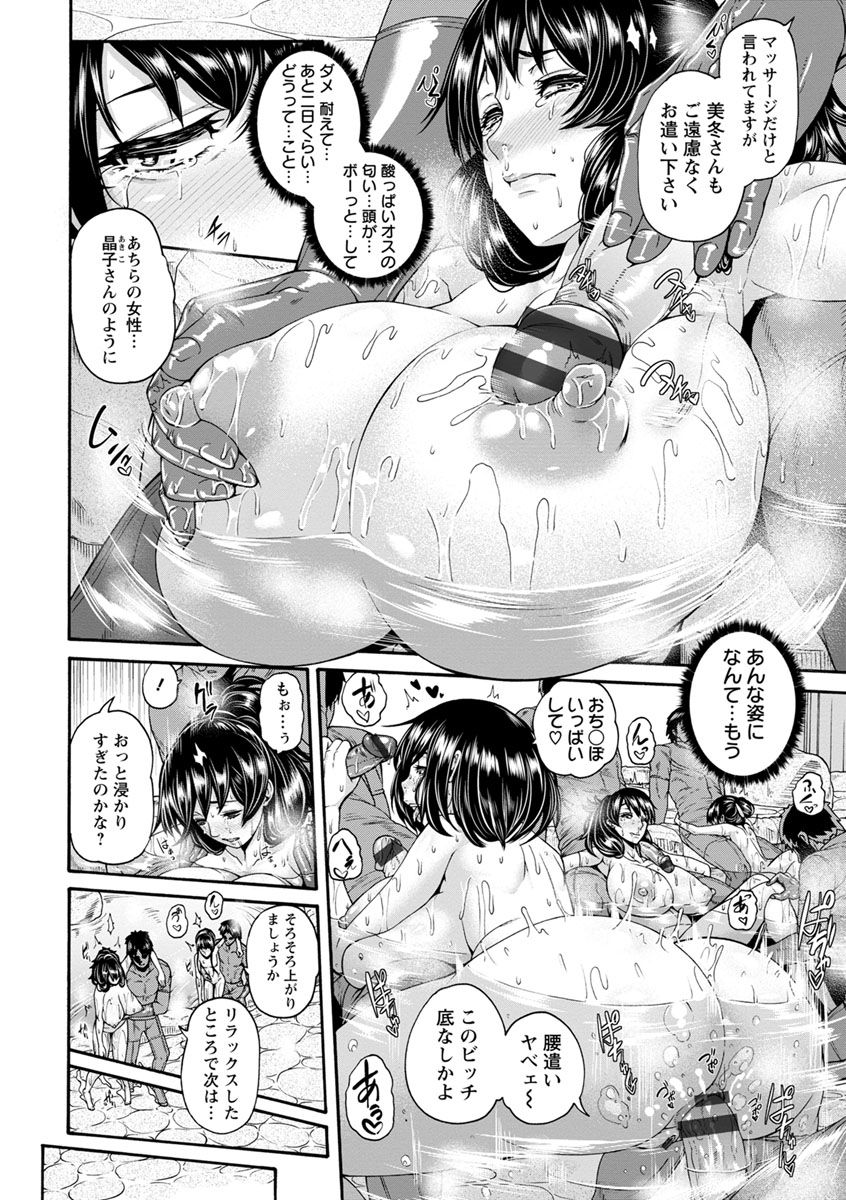 マッサージだけと
言われてますが
美冬さんも
ご遠慮なく
お遣い下さい
酸っぱいオスの
匂い…頭が…
ボーっと…して
ダメ 耐えて…
あと二日くらい…
どうって…こと…
あちらの女性…
晶子さんのように
あきこ
あんな姿に
なんて…もう
おち〇ぽ
いっぱい
して♡
腰遣い
ヤベェ〜
このビッチ
底なしかよ
もぉ…ぅ
おっと浸かり
すぎたのかな?
そろそろ上がり
ましょうか
リラックスした
ところで次は…